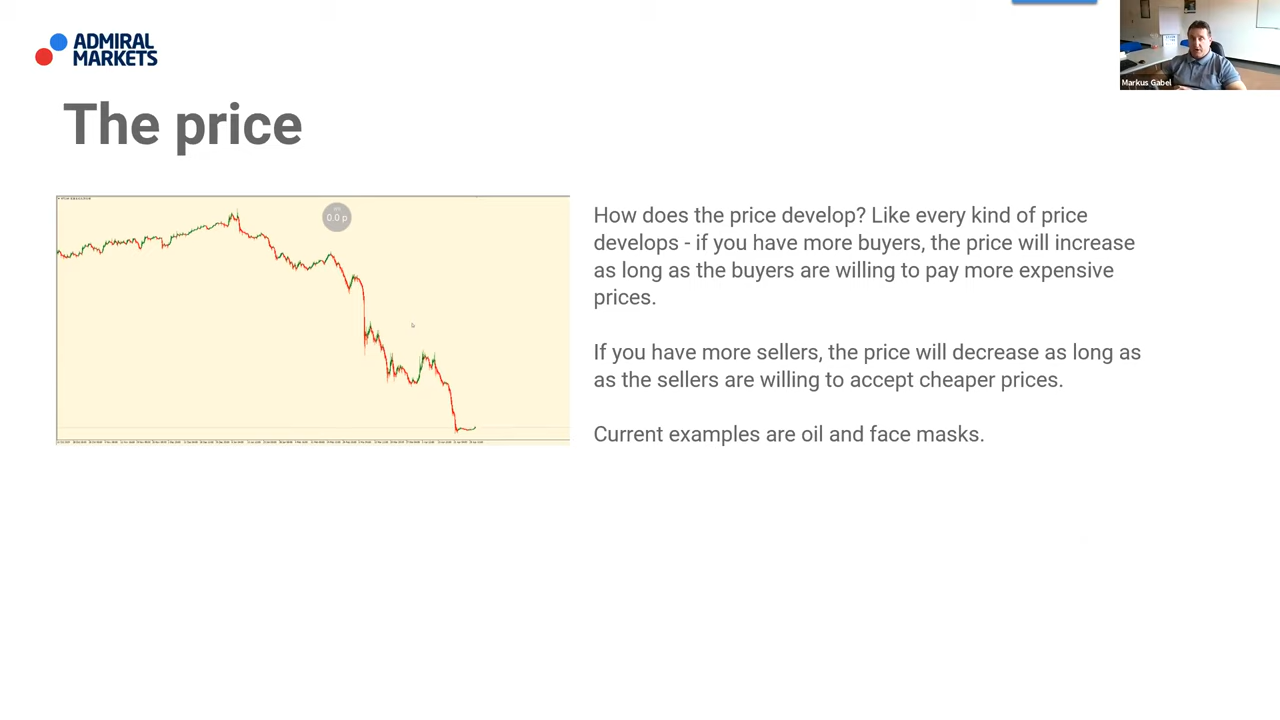 ADMIRAL
MARKETS
Markus Gabel
The price
0.0 p
How does the price develop? Like every kind of price
develops - if you have more buyers, the price will increase
as long as the buyers are willing to pay more expensive
prices.
If you have more sellers, the price will decrease as long as
as the sellers are willing to accept cheaper prices.
Current examples are oil and face masks.